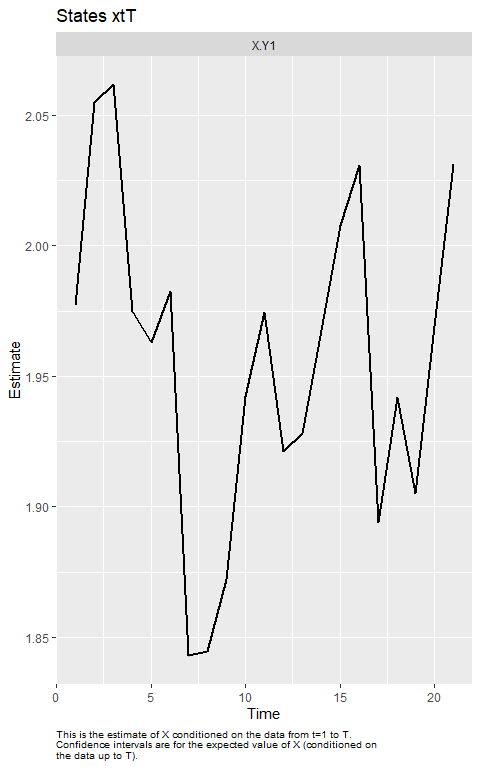 States xtT
X.Y1
2.05
2.00
1.95
1.90
1.85
Estimate
0 5 10 15 20
Time
This is the estimate of X conditioned on the data from t=1 to T.
Confidence intervals are for the expected value of X (conditioned on
the data up to T).